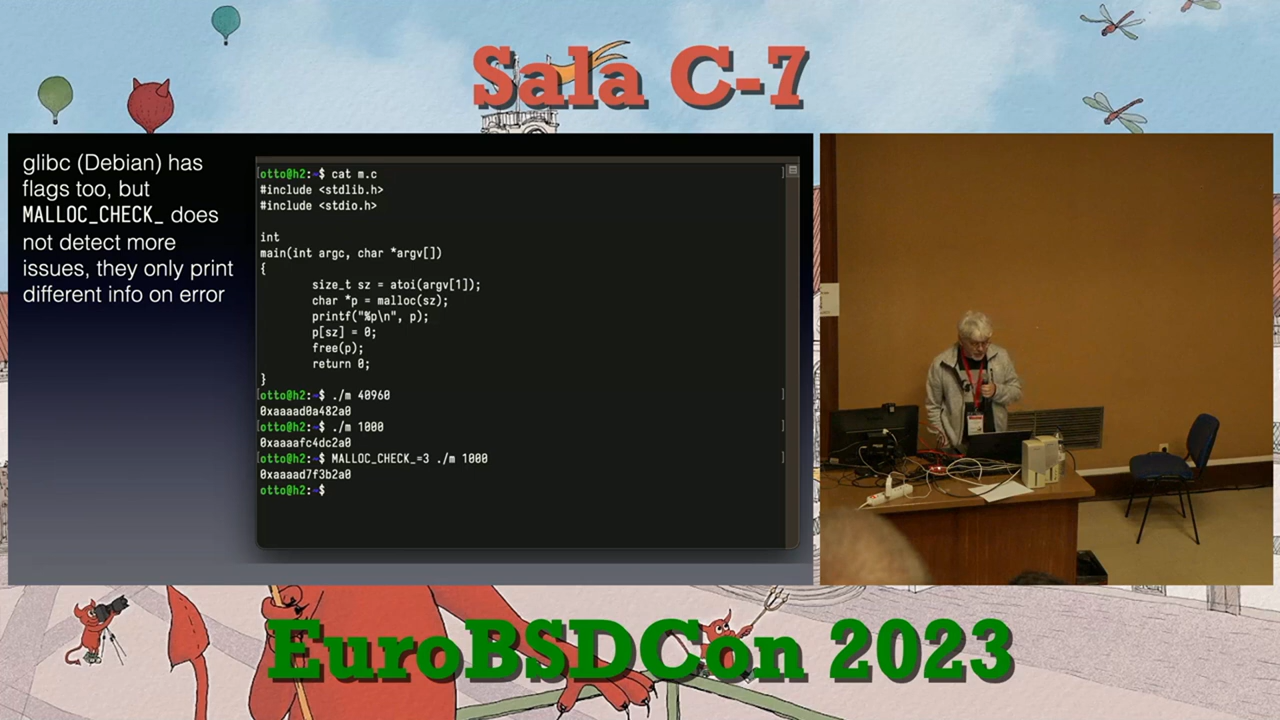 Sala C-7
glibc (Debian) has
flags too, but
MALLOC_CHECK_ does
not detect more
issues, they only print
different info on error
[otto@h2:~$ cat m.c ]
#include <stdlib.h>
#include <stdio.h>
int
main(int argc, char *argv[])
{
size_t sz = atoi(argv[1]);
char *p = malloc(sz);
printf("%p\n", p);
p[sz] = 0;
free(p);
return 0;
}
[otto@h2:~$ ./m 40960 ]
0xaaaad0a482a0
[otto@h2:~$ ./m 1000 ]
0xaaaafc4dc2a0
[otto@h2:~$ MALLOC_CHECK_=3 ./m 1000 ]
0xaaaad7f3b2a0
otto@h2:~$
EuroBSDCon 2023